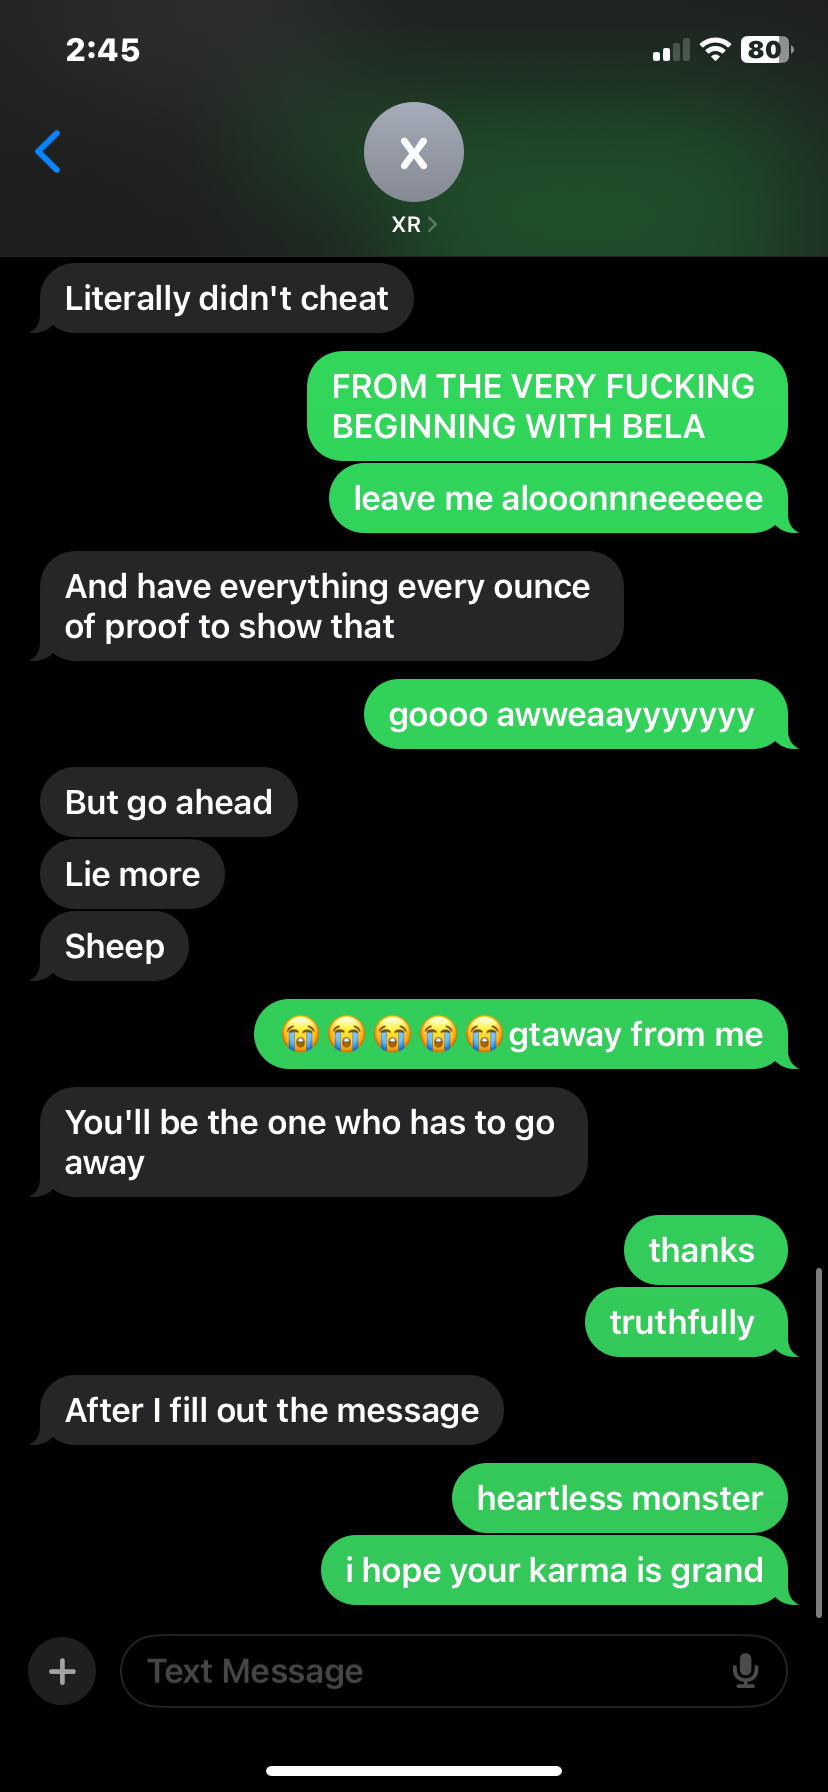 2:45
80
X
XR
Literally didn't cheat
FROM THE VERY FUCKING
BEGINNING WITH BELA
leave me alooonnneeeeee
And have everything every ounce
of proof to show that
goooo awweaayyyyyyy
But go ahead
Lie more
Sheep
😭😭😭😭😭gtaway from me
You'll be the one who has to go
away
thanks
truthfully
After I fill out the message
heartless monster
i hope your karma is grand
Text Message